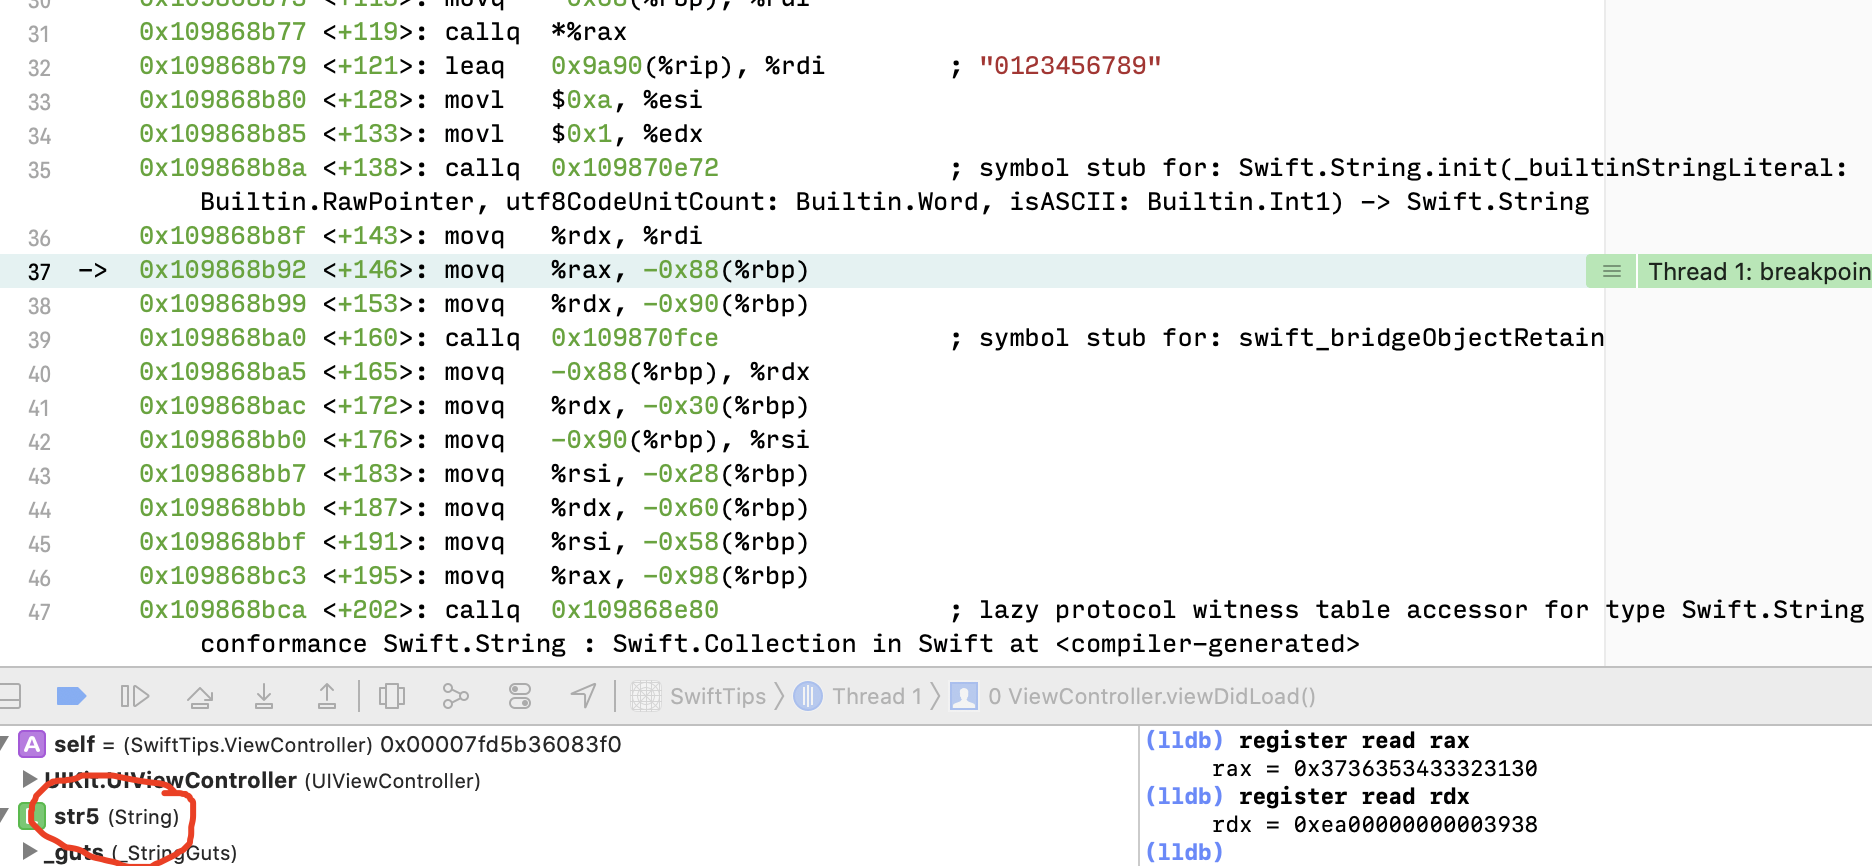 31 0x109868b77 <+119>: callq *%rax
32 0x109868b79 <+121>: leaq 0x9a90(%rip), %rdi ; "0123456789"
33 0x109868b80 <+128>: movl $0xa, %esi
34 0x109868b85 <+133>: movl $0x1, %edx
35 0x109868b8a <+138>: callq 0x109870e72 ; symbol stub for: Swift.String.init(_builtinStringLiteral:
Builtin.RawPointer, utf8CodeUnitCount: Builtin.Word, isASCII: Builtin.Int1) -> Swift.String
36 0x109868b8f <+143>: movq %rdx, %rdi
37 -> 0x109868b92 <+146>: movq %rax, -0x88(%rbp) Thread 1: breakpoin
38 0x109868b99 <+153>: movq %rdx, -0x90(%rbp)
39 0x109868ba0 <+160>: callq 0x109870fce ; symbol stub for: swift_bridgeObjectRetain
40 0x109868ba5 <+165>: movq -0x88(%rbp), %rdx
41 0x109868bac <+172>: movq %rdx, -0x30(%rbp)
42 0x109868bb0 <+176>: movq -0x90(%rbp), %rsi
43 0x109868bb7 <+183>: movq %rsi, -0x28(%rbp)
44 0x109868bbb <+187>: movq %rdx, -0x60(%rbp)
45 0x109868bbf <+191>: movq %rsi, -0x58(%rbp)
46 0x109868bc3 <+195>: movq %rax, -0x98(%rbp)
47 0x109868bca <+202>: callq 0x109868e80 ; lazy protocol witness table accessor for type Swift.String
conformance Swift.String : Swift.Collection in Swift at <compiler-generated>
SwiftTips Thread 1 0 ViewController.viewDidLoad()
A self = (SwiftTips.ViewController) 0x00007fd5b36083f0
UIKit.UIViewController (UIViewController)
str5 (String)
_guts (_StringGuts)
(lldb) register read rax
rax = 0x3736353433323130
(lldb) register read rdx
rdx = 0xea00000000003938
(lldb)